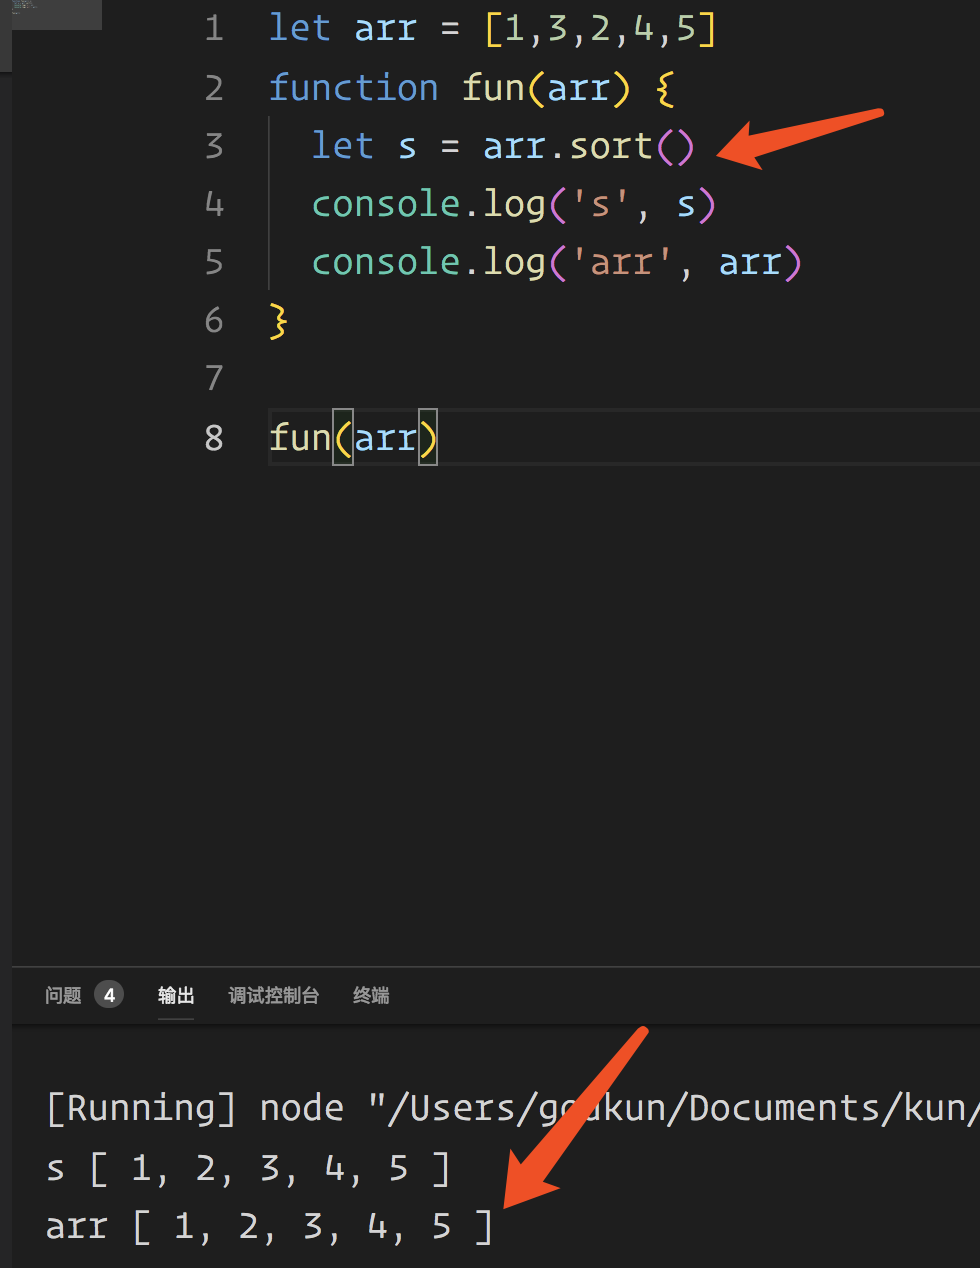 1 let arr = [1,3,2,4,5]
2 function fun(arr) {
3   let s = arr.sort()
4   console.log('s', s)
5   console.log('arr', arr)
6 }
7
8 fun(arr)
问题 4 输出 调试控制台 终端
[Running] node "/Users/godkun/Documents/kun/
s [ 1, 2, 3, 4, 5 ]
arr [ 1, 2, 3, 4, 5 ]